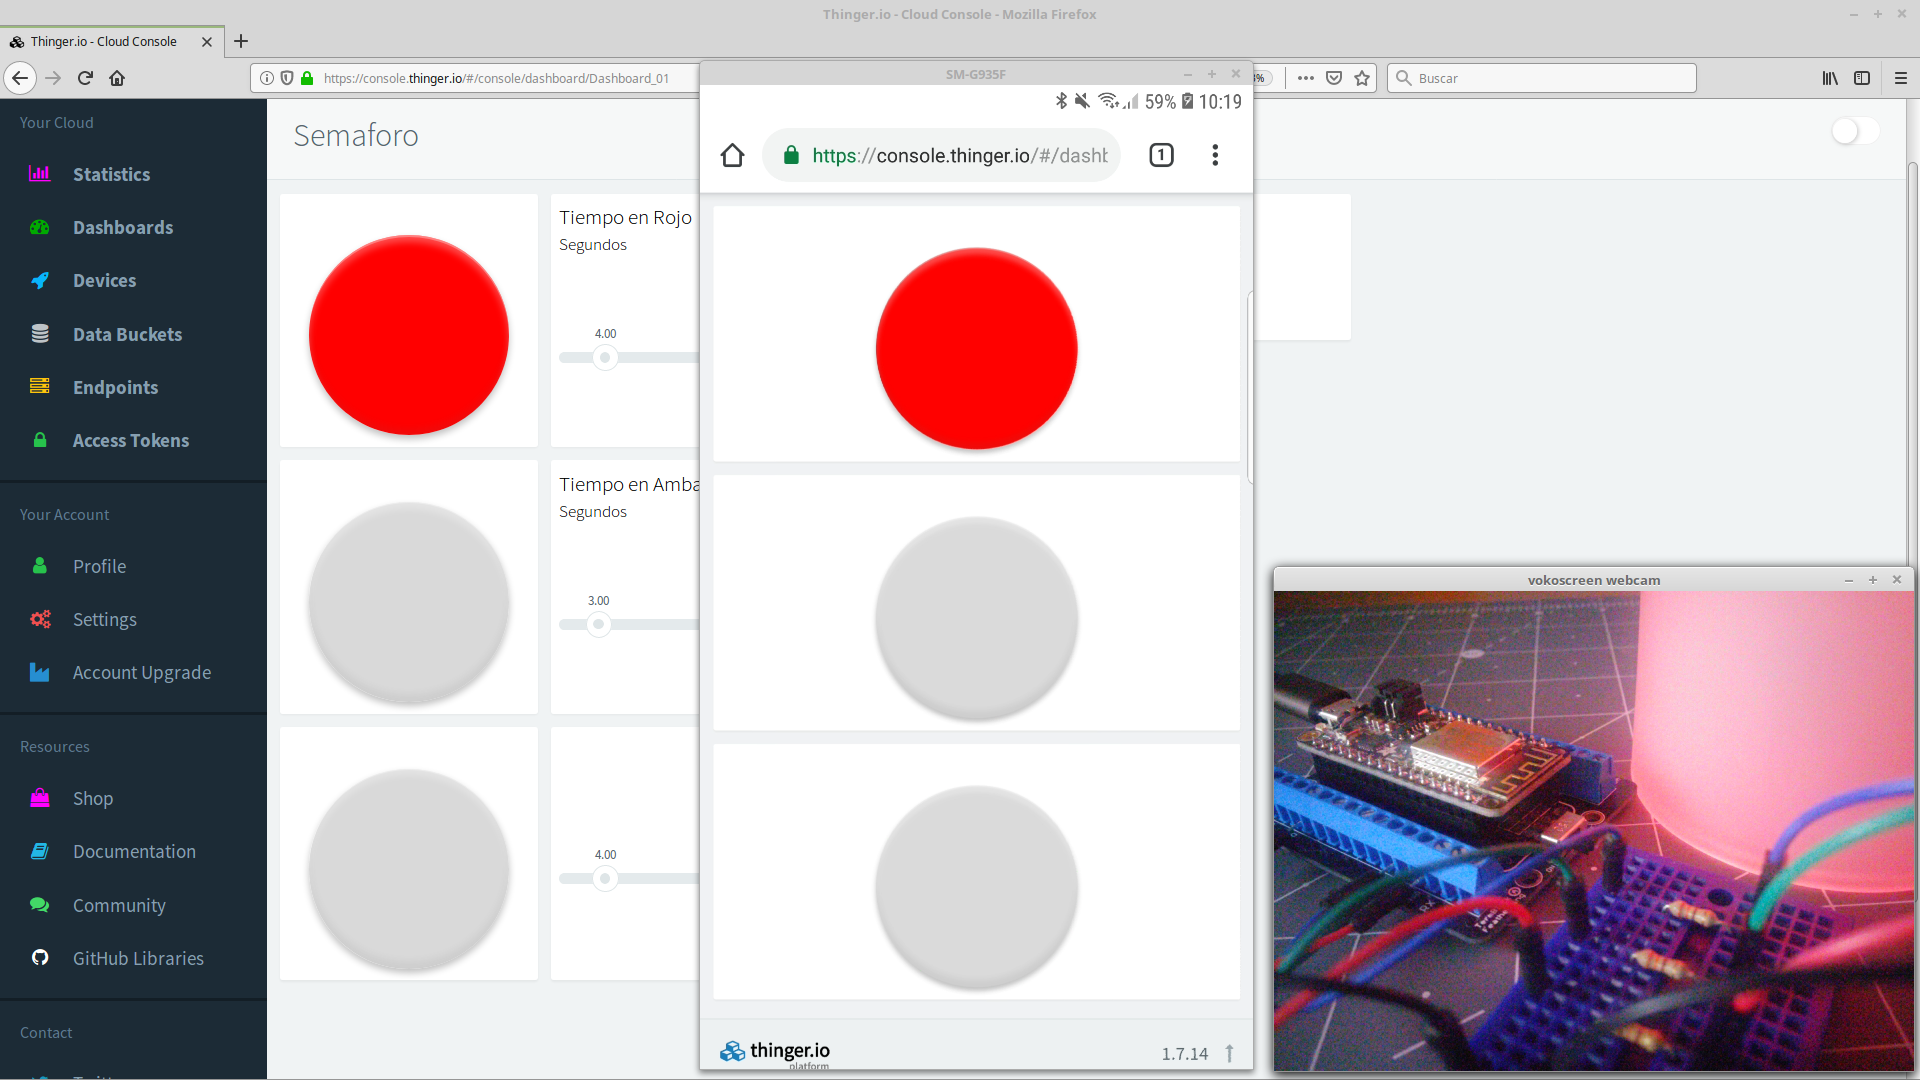 Thinger.io - Cloud Console - Mozilla Firefox
Thinger.io - Cloud Console
https://console.thinger.io/#/console/dashboard/Dashboard_01
Buscar
Your Cloud
Statistics
Dashboards
Devices
Data Buckets
Endpoints
Access Tokens
Your Account
Profile
Settings
Account Upgrade
Resources
Shop
Documentation
Community
GitHub Libraries
Contact
Semaforo
Tiempo en Rojo
Segundos
4.00
Tiempo en Amba
Segundos
3.00
4.00
SM-G935F
59% 10:19
https://console.thinger.io/#/dashb
1
thinger.io
platform
1.7.14
vokoscreen webcam
RX